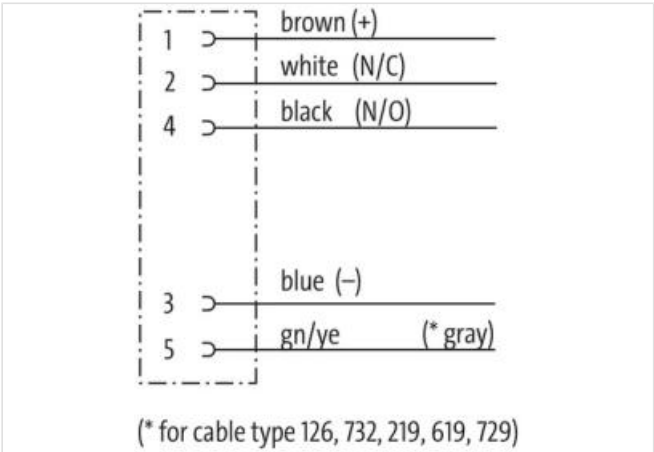 1 brown (+)
2 white (N/C)
4 black (N/O)
3 blue (–)
5 gn/ye (* gray)
(* for cable type 126, 732, 219, 619, 729)